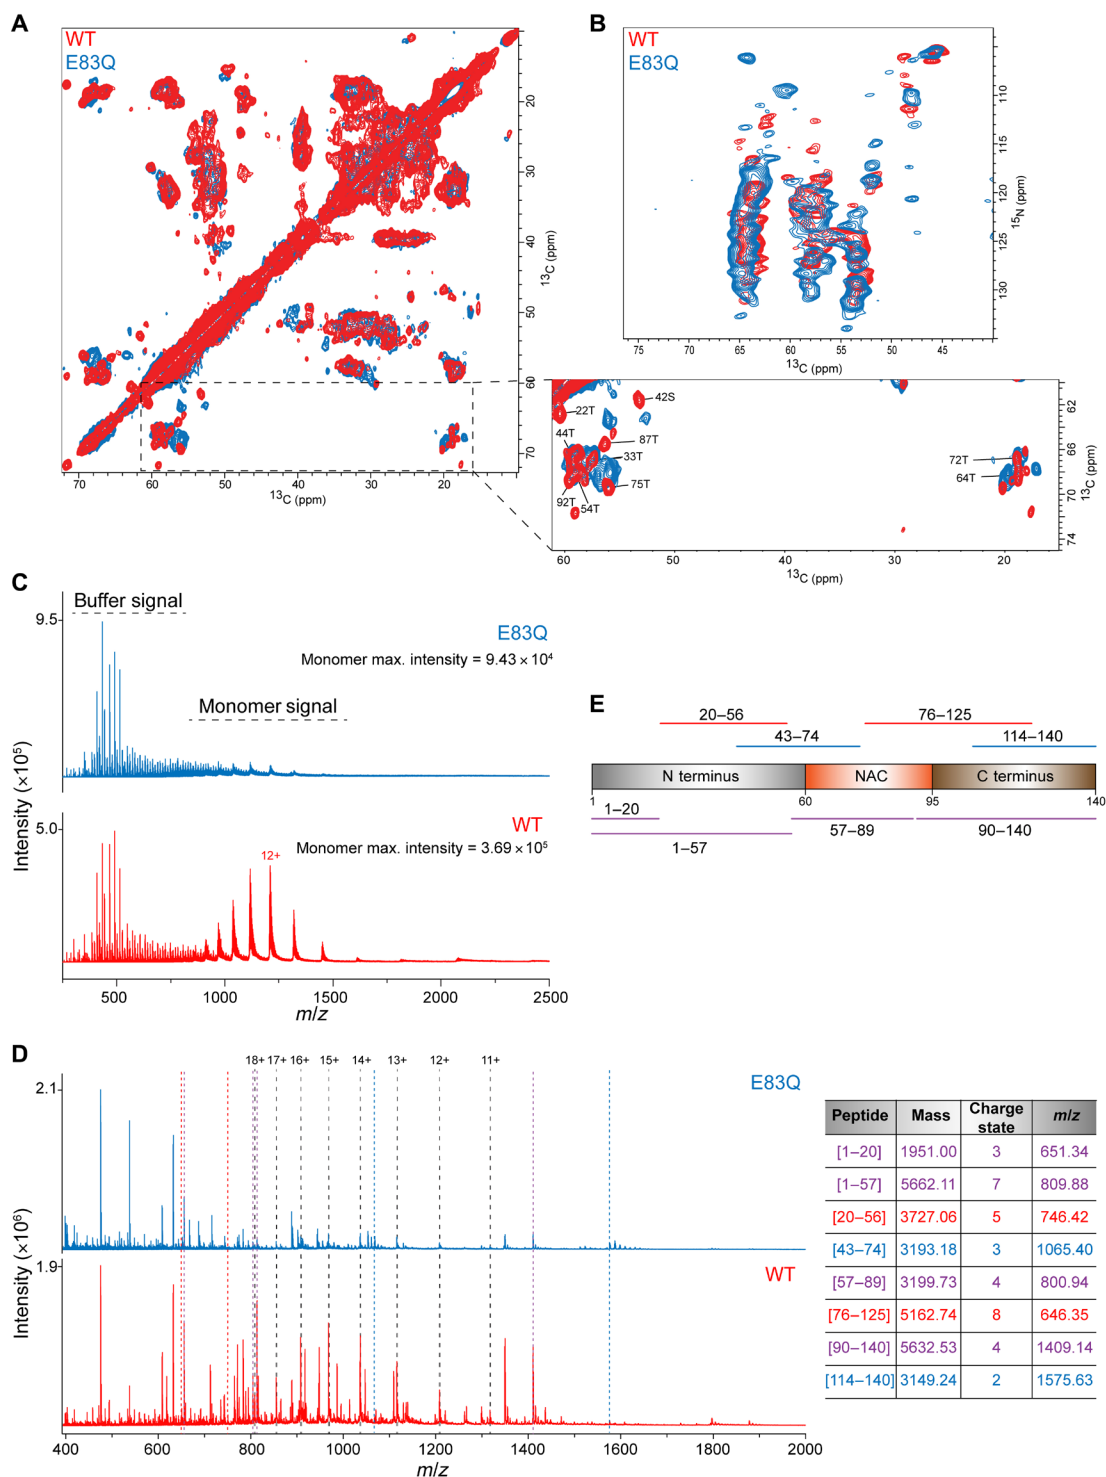 A
WT
E83Q
20
30
40
50
60
70
13C (ppm)
70
60
50
40
30
20
13C (ppm)
B
WT
E83Q
110
115
120
125
130
15N (ppm)
75
70
65
60
55
50
45
13C (ppm)
42S
22T
44T
87T
33T
75T
92T
54T
72T
64T
62
66
70
74
13C (ppm)
60
50
40
30
20
13C (ppm)
C
Buffer signal
9.5
E83Q
Monomer max. intensity = 9.43 × 10⁴
Monomer signal
Intensity (×10⁵)
5.0
WT
Monomer max. intensity = 3.69 × 10⁵
12+
500
1000
1500
2000
2500
m/z
E
20–56
76–125
43–74
114–140
N terminus
NAC
C terminus
1
60
95
140
1–20
57–89
90–140
1–57
D
18+ 17+ 16+ 15+ 14+ 13+ 12+ 11+
E83Q
2.1
Intensity (×10⁶)
WT
1.9
400
600
800
1000
1200
1400
1600
1800
2000
m/z
Peptide Mass Charge state m/z
[1–20] 1951.00 3 651.34
[1–57] 5662.11 7 809.88
[20–56] 3727.06 5 746.42
[43–74] 3193.18 3 1065.40
[57–89] 3199.73 4 800.94
[76–125] 5162.74 8 646.35
[90–140] 5632.53 4 1409.14
[114–140] 3149.24 2 1575.63